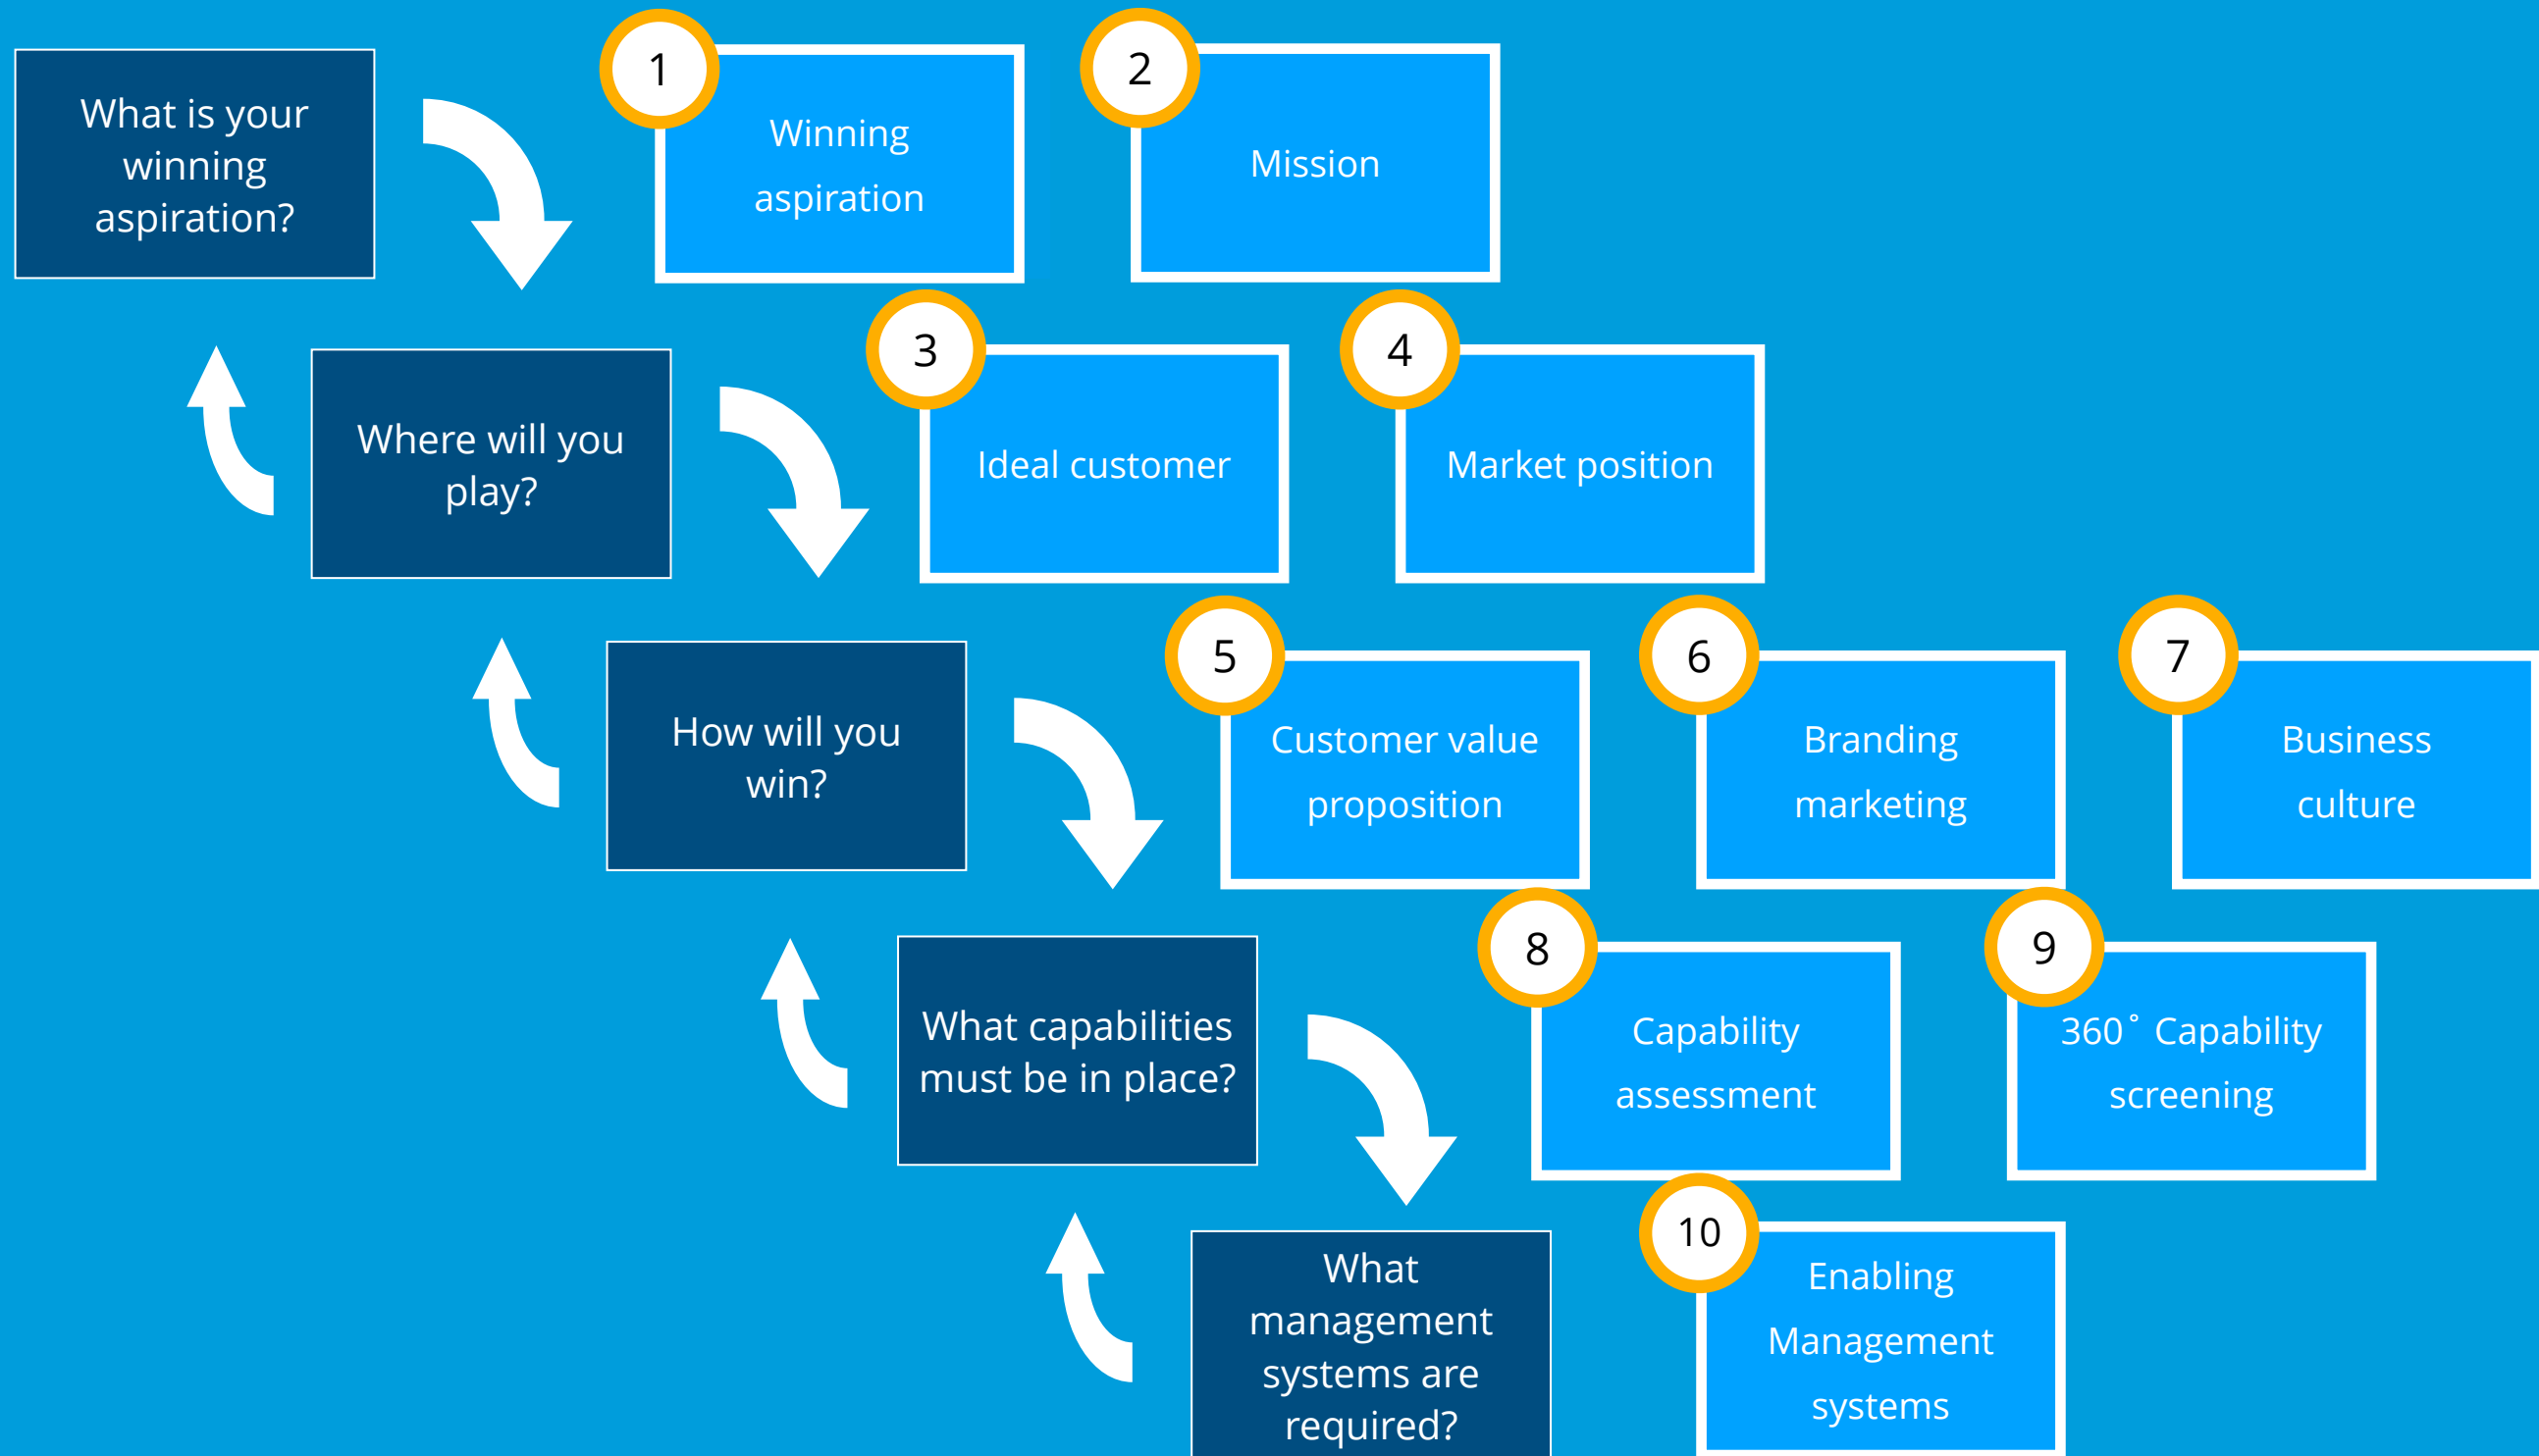 What is your
winning
aspiration?
1
Winning
aspiration
2
Mission
Where will you
play?
3
Ideal customer
4
Market position
How will you
win?
5
Customer value
proposition
6
Branding
marketing
7
Business
culture
What capabilities
must be in place?
8
Capability
assessment
9
360˚ Capability
screening
What
management
systems are
required?
10
Enabling
Management
systems